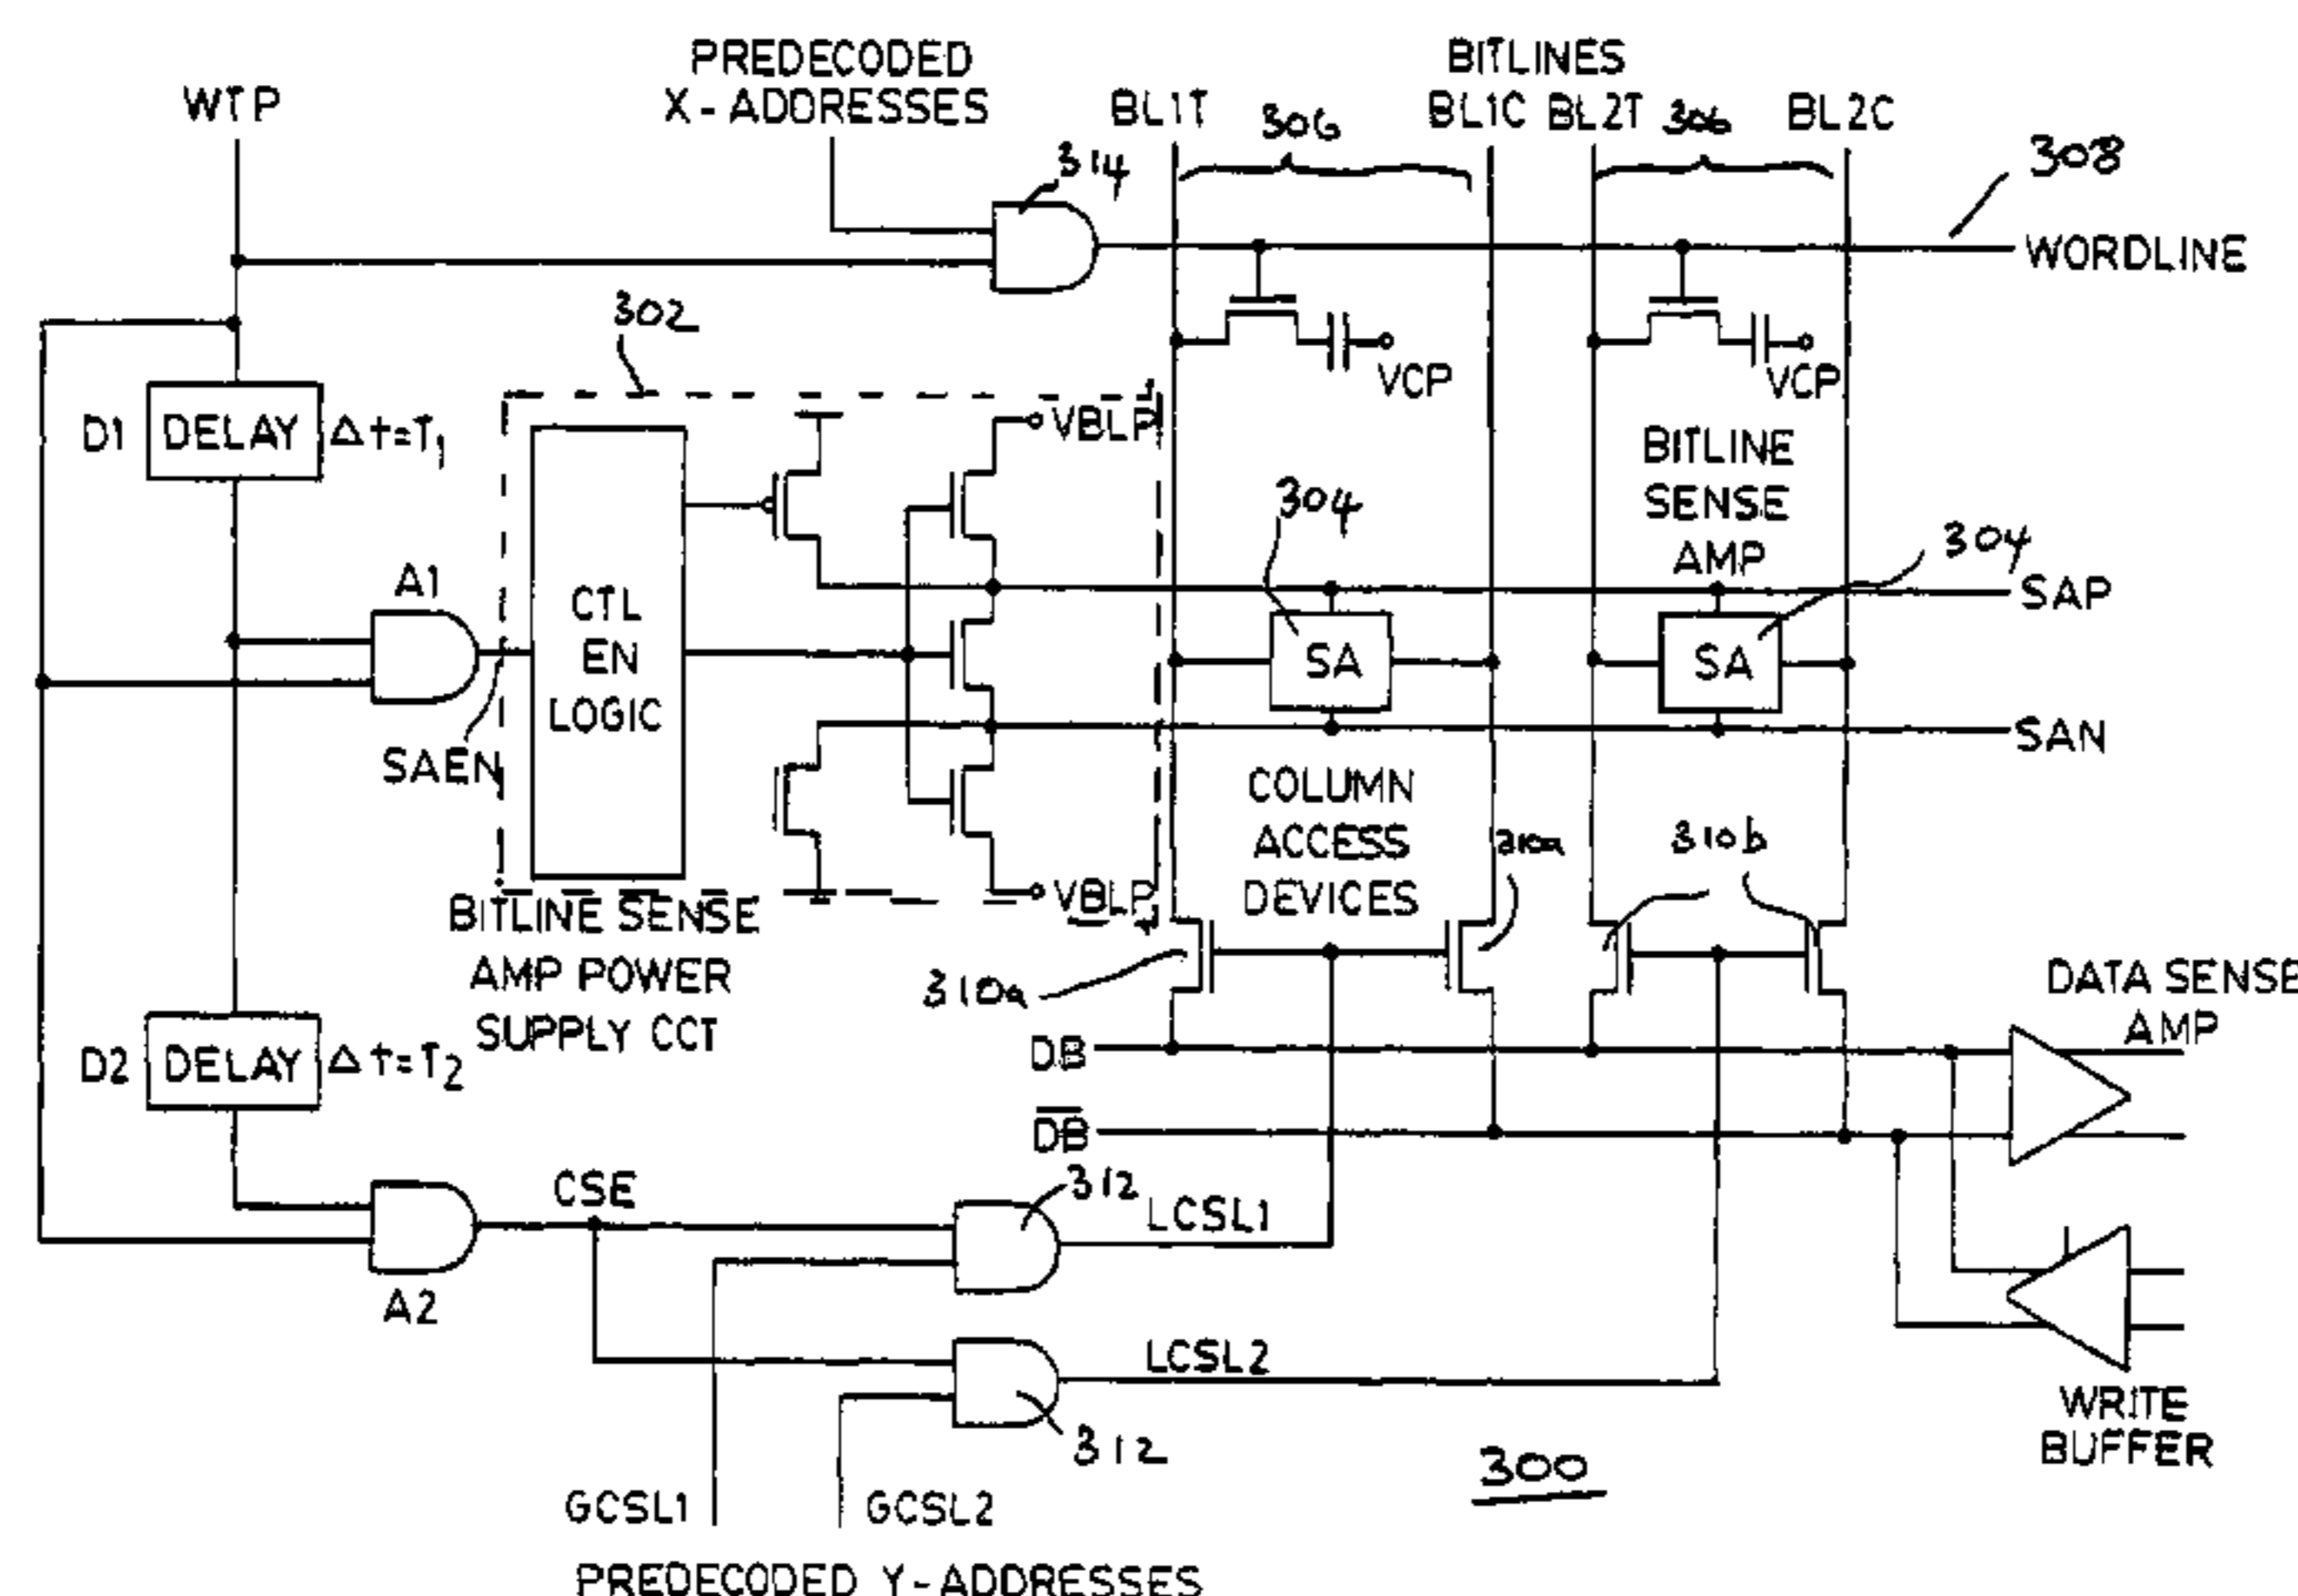 PREDECODED
X-ADDRESSES
WTP
BITLINES
BL1T
306
BL1C
BL2T
306
BL2C
314
308
WORDLINE
302
VCP
VCP
D1
DELAY
Δt=T1
VBLP
BITLINE
SENSE
AMP
304
304
A1
CTL
EN
LOGIC
SA
SA
SAP
SAN
SAEN
COLUMN
ACCESS
DEVICES
310a
310b
VBLP
BITLINE SENSE
AMP POWER
SUPPLY CCT
310a
DATA SENSE
AMP
D2
DELAY
Δt=T2
DB
D̅B̅
CSE
312
LCSL1
A2
LCSL2
312
WRITE
BUFFER
GCSL1
GCSL2
300
PREDECODED Y-ADDRESSES